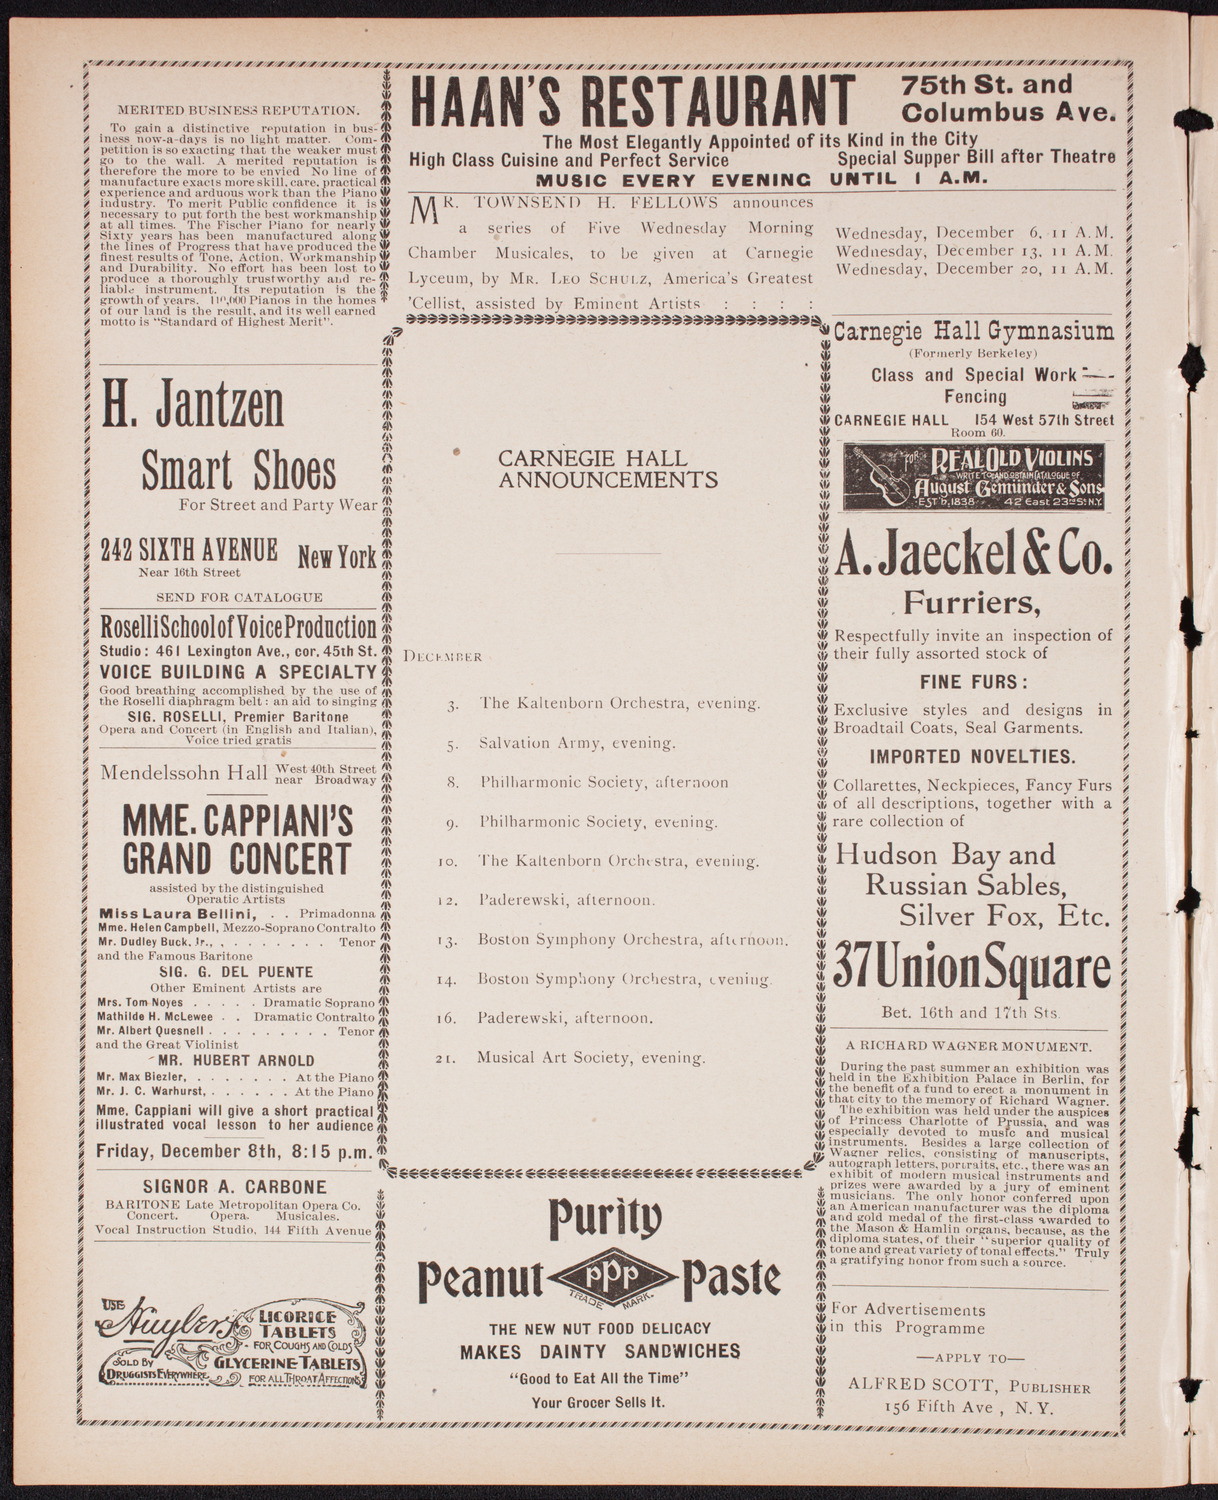 HAAN'S RESTAURANT
75th St. and
Columbus Ave.
The Most Elegantly Appointed of its Kind in the City
High Class Cuisine and Perfect Service
Special Supper Bill after Theatre
MUSIC EVERY EVENING UNTIL 1 A.M.
MERITED BUSINESS REPUTATION.
To gain a distinctive reputation in bus-
iness now-a-days is no light matter. Com-
petition is so exacting that the weaker must
go to the wall. A merited reputation is
therefore the more to be envied No line of
manufacture exacts more skill, care, practical
experience and arduous work than the Piano
industry. To merit Public confidence it is
necessary to put forth the best workmanship
at all times. The Fischer Piano for nearly
Sixty years has been manufactured along
the lines of Progress that have produced the
finest results of Tone, Action, Workmanship
and Durability. No effort has been lost to
produce a thoroughly trustworthy and re-
liable instrument. Its reputation is the
growth of years. 110,000 Pianos in the homes
of our land is the result, and its well earned
motto is "Standard of Highest Merit".
H. Jantzen
Smart Shoes
For Street and Party Wear
242 SIXTH AVENUE New York
Near 16th Street
SEND FOR CATALOGUE
Roselli School of Voice Production
Studio: 461 Lexington Ave., cor. 45th St.
VOICE BUILDING A SPECIALTY
Good breathing accomplished by the use of
the Roselli diaphragm belt: an aid to singing
SIG. ROSELLI, Premier Baritone
Opera and Concert (in English and Italian),
Voice tried gratis
Mendelssohn Hall West 40th Street
near Broadway
MME. CAPPIANI'S
GRAND CONCERT
assisted by the distinguished
Operatic Artists
Miss Laura Bellini, . . Primadonna
Mme. Helen Campbell, Mezzo-Soprano Contralto
Mr. Dudley Buck, Jr., . . . . . . . . Tenor
and the Famous Baritone
SIG. G. DEL PUENTE
Other Eminent Artists are
Mrs. Tom Noyes . . . . . Dramatic Soprano
Mathilde H. McLewee . . Dramatic Contralto
Mr. Albert Quesnell . . . . . . . . . Tenor
and the Great Violinist
MR. HUBERT ARNOLD
Mr. Max Biezler, . . . . . . . At the Piano
Mr. J. C. Warhurst, . . . . . . At the Piano
Mme. Cappiani will give a short practical
illustrated vocal lesson to her audience
Friday, December 8th, 8:15 p.m.
SIGNOR A. CARBONE
BARITONE Late Metropolitan Opera Co.
Concert. Opera. Musicales.
Vocal Instruction Studio, 144 Fifth Avenue
USE
Huyler's
LICORICE
TABLETS
FOR COUGHS AND COLDS
SOLD BY
GLYCERINE TABLETS
DRUGGISTS EVERYWHERE
FOR ALL THROAT AFFECTIONS
MR. TOWNSEND H. FELLOWS announces
a series of Five Wednesday Morning
Chamber Musicales, to be given at Carnegie
Lyceum, by MR. LEO SCHULZ, America's Greatest
'Cellist, assisted by Eminent Artists : : : :
Wednesday, December 6, 11 A.M.
Wednesday, December 13, 11 A.M.
Wednesday, December 20, 11 A.M.
CARNEGIE HALL
ANNOUNCEMENTS
DECEMBER
3. The Kaltenborn Orchestra, evening.
5. Salvation Army, evening.
8. Philharmonic Society, afternoon
9. Philharmonic Society, evening.
10. The Kaltenborn Orchestra, evening.
12. Paderewski, afternoon.
13. Boston Symphony Orchestra, afternoon.
14. Boston Symphony Orchestra, evening.
16. Paderewski, afternoon.
21. Musical Art Society, evening.
Purity
Peanut PPP Paste
TRADE MARK.
THE NEW NUT FOOD DELICACY
MAKES DAINTY SANDWICHES
"Good to Eat All the Time"
Your Grocer Sells It.
Carnegie Hall Gymnasium
(Formerly Berkeley)
Class and Special Work
Fencing
CARNEGIE HALL 154 West 57th Street
Room 60.
FOR REAL OLD VIOLINS
WRITE TO AND OBTAIN CATALOGUE OF
August Gemünder & Sons
EST'D. 1838 42 East 23rd St. N.Y.
A. Jaeckel & Co.
Furriers,
Respectfully invite an inspection of
their fully assorted stock of
FINE FURS:
Exclusive styles and designs in
Broadtail Coats, Seal Garments.
IMPORTED NOVELTIES.
Collarettes, Neckpieces, Fancy Furs
of all descriptions, together with a
rare collection of
Hudson Bay and
Russian Sables,
Silver Fox, Etc.
37 Union Square
Bet. 16th and 17th Sts.
A RICHARD WAGNER MONUMENT.
During the past summer an exhibition was
held in the Exhibition Palace in Berlin, for
the benefit of a fund to erect a monument in
that city to the memory of Richard Wagner.
The exhibition was held under the auspices
of Princess Charlotte of Prussia, and was
especially devoted to music and musical
instruments. Besides a large collection of
Wagner relics, consisting of manuscripts,
autograph letters, portraits, etc., there was an
exhibit of modern musical instruments and
prizes were awarded by a jury of eminent
musicians. The only honor conferred upon
an American manufacturer was the diploma
and gold medal of the first-class awarded to
the Mason & Hamlin organs, because, as the
diploma states, of their "superior quality of
tone and great variety of tonal effects." Truly
a gratifying honor from such a source.
For Advertisements
in this Programme
—APPLY TO—
ALFRED SCOTT, PUBLISHER
156 Fifth Ave, N.Y.